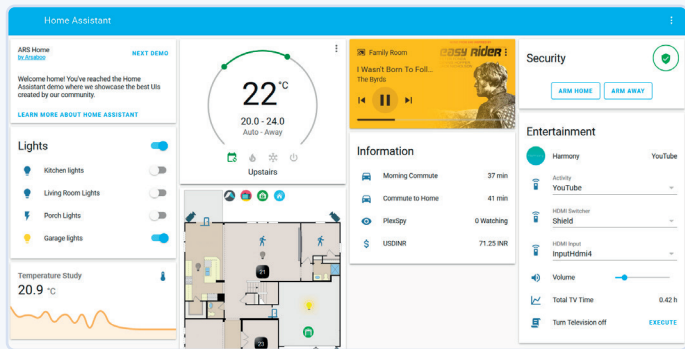 Home Assistant
ARS Home
by Arsaboo
NEXT DEMO
Welcome home! You've reached the Home
Assistant demo where we showcase the best UIs
created by our community.
LEARN MORE ABOUT HOME ASSISTANT
Lights
Kitchen lights
Living Room Lights
Porch Lights
Garage lights
Temperature Study
20.9 °C
22 °C
20.0 - 24.0
Auto - Away
Upstairs
21
23
Family Room
easy RIDER
I Wasn't Born To Foll...
The Byrds
Information
Morning Commute 37 min
Commute to Home 41 min
PlexSpy 0 Watching
$ USDINR 71.25 INR
Security
ARM HOME ARM AWAY
Entertainment
Harmony YouTube
Activity
YouTube
HDMI Switcher
Shield
HDMI Input
InputHdmi4
Volume
Total TV Time 0.42 h
Turn Television off EXECUTE